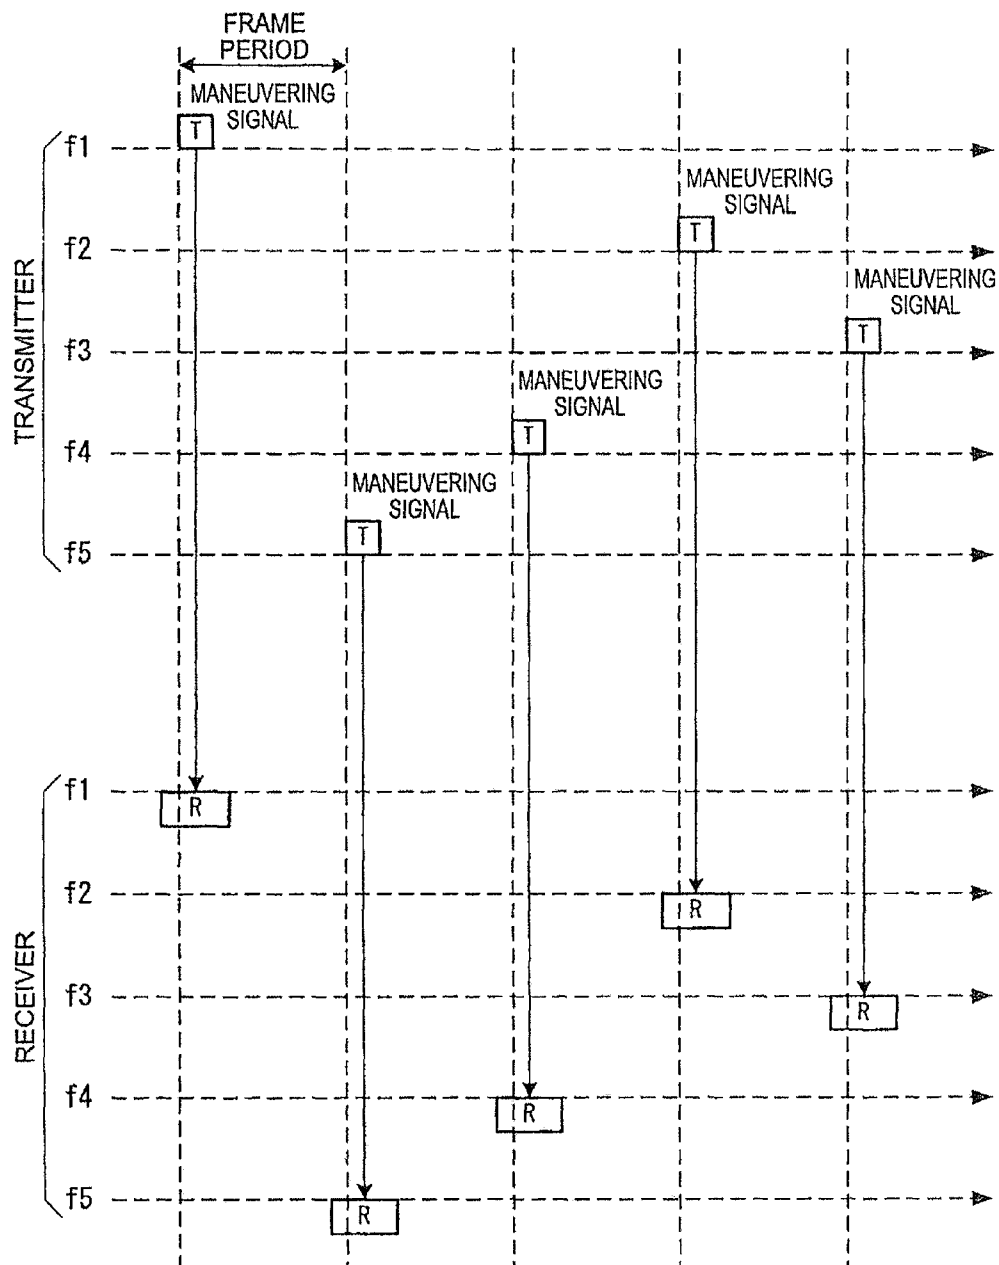 FRAME
PERIOD
MANEUVERING
SIGNAL
T
f1
MANEUVERING
SIGNAL
T
f2
MANEUVERING
SIGNAL
T
f3
MANEUVERING
SIGNAL
T
f4
MANEUVERING
SIGNAL
T
f5
TRANSMITTER
f1
R
f2
R
f3
R
f4
R
f5
R
RECEIVER